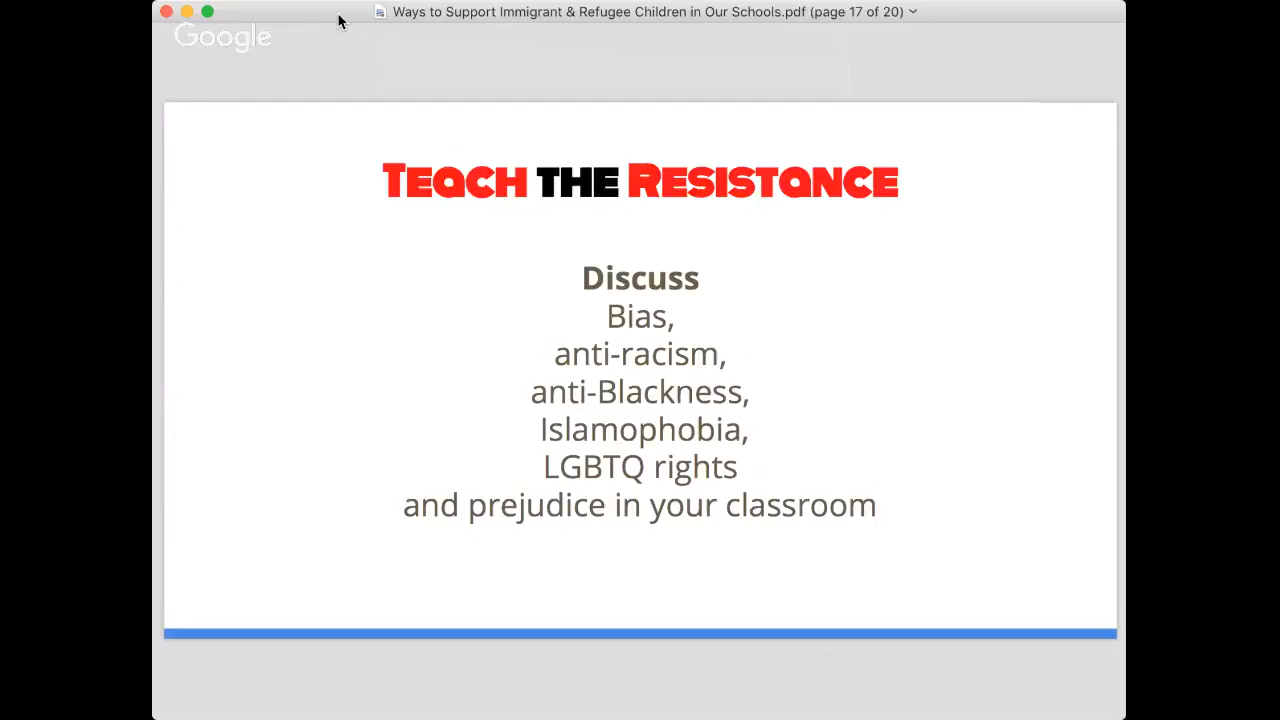 Ways to Support Immigrant & Refugee Children in Our Schools.pdf (page 17 of 20)
Google
Teach the Resistance
Discuss
Bias,
anti-racism,
anti-Blackness,
Islamophobia,
LGBTQ rights
and prejudice in your classroom